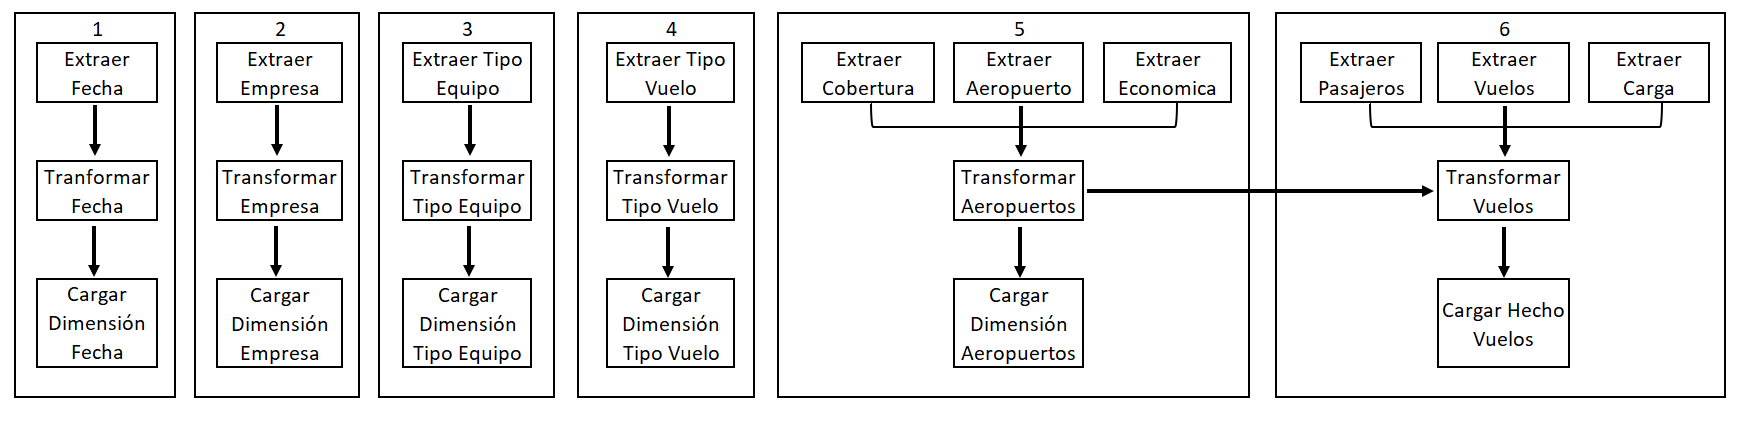 1
Extraer
Fecha
Tranformar
Fecha
Cargar
Dimensión
Fecha
2
Extraer
Empresa
Transformar
Empresa
Cargar
Dimensión
Empresa
3
Extraer Tipo
Equipo
Transformar
Tipo Equipo
Cargar
Dimensión
Tipo Equipo
4
Extraer Tipo
Vuelo
Transformar
Tipo Vuelo
Cargar
Dimensión
Tipo Vuelo
5
Extraer
Cobertura
Extraer
Aeropuerto
Extraer
Economica
Transformar
Aeropuertos
Cargar
Dimensión
Aeropuertos
6
Extraer
Pasajeros
Extraer
Vuelos
Extraer
Carga
Transformar
Vuelos
Cargar Hecho
Vuelos